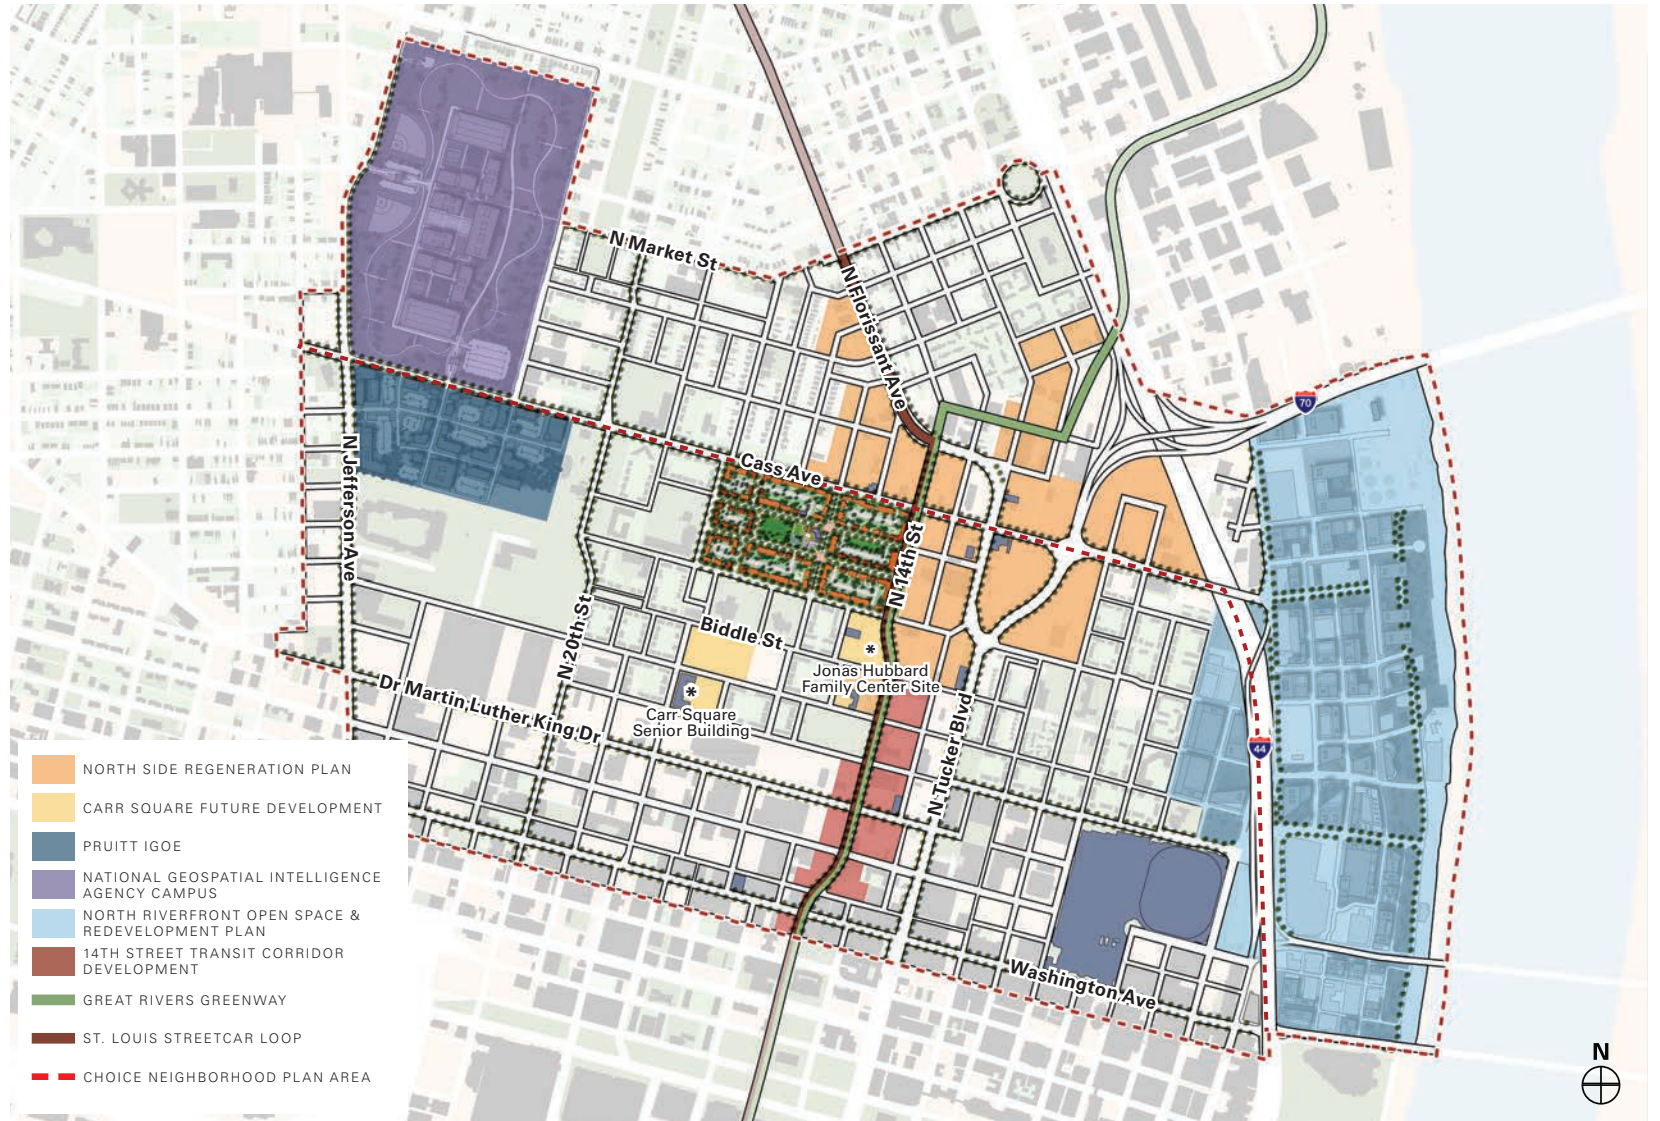 N Market St
N Florissant Ave
70
N Jefferson Ave
Cass Ave
N 14th St
N 20th St
Biddle St
*
Jonas Hubbard
Family Center Site
*
Carr Square
Senior Building
Dr Martin Luther King Dr
N Tucker Blvd
44
Washington Ave
NORTH SIDE REGENERATION PLAN
CARR SQUARE FUTURE DEVELOPMENT
PRUITT IGOE
NATIONAL GEOSPATIAL INTELLIGENCE
AGENCY CAMPUS
NORTH RIVERFRONT OPEN SPACE &
REDEVELOPMENT PLAN
14TH STREET TRANSIT CORRIDOR
DEVELOPMENT
GREAT RIVERS GREENWAY
ST. LOUIS STREETCAR LOOP
CHOICE NEIGHBORHOOD PLAN AREA
N